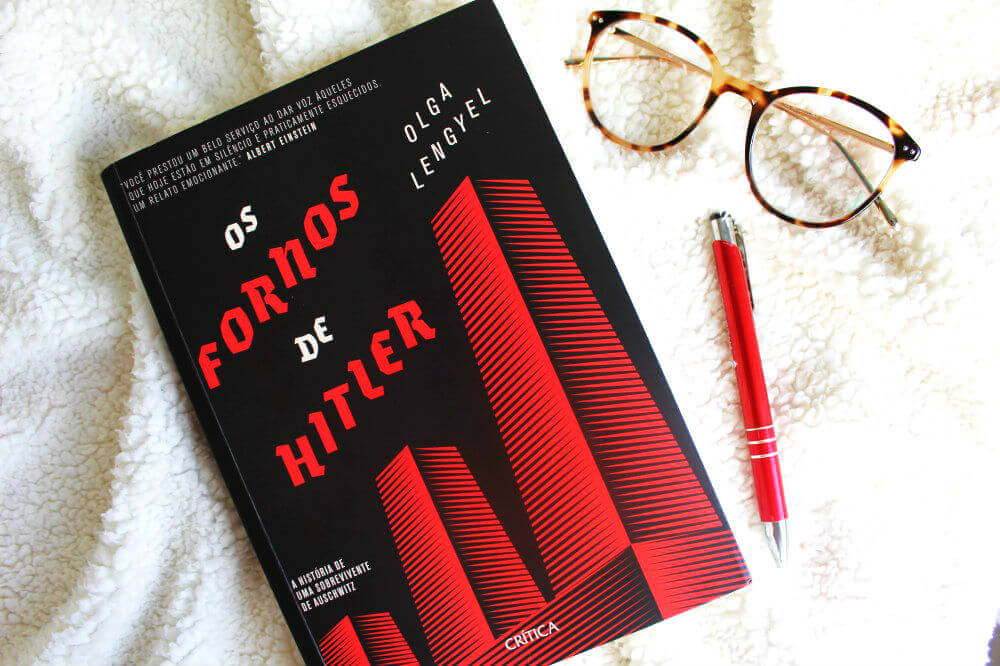 "VOCÊ PRESTOU UM BELO SERVIÇO AO DAR VOZ ÀQUELES
QUE HOJE ESTÃO EM SILÊNCIO E PRATICAMENTE ESQUECIDOS.
UM RELATO EMOCIONANTE." ALBERT EINSTEIN
OLGA
LENGYEL
OS
FORNOS
DE
HITLER
A HISTÓRIA DE
UMA SOBREVIVENTE
DE AUSCHWITZ
CRÍTICA